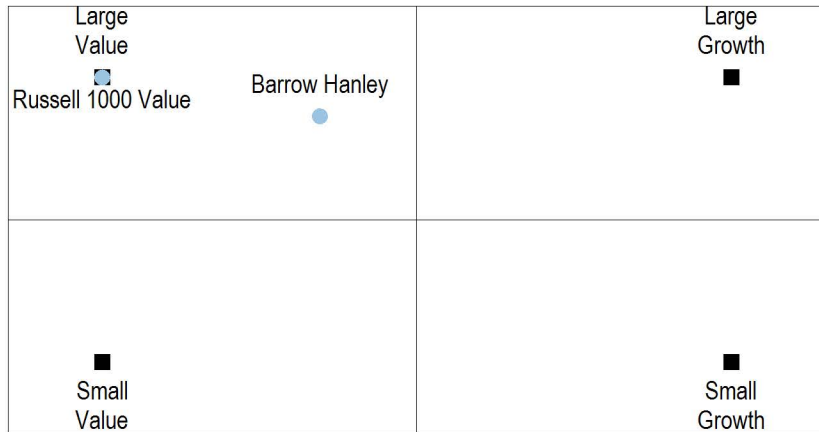 Large
Value
Large
Growth
Russell 1000 Value
Barrow Hanley
Small
Value
Small
Growth